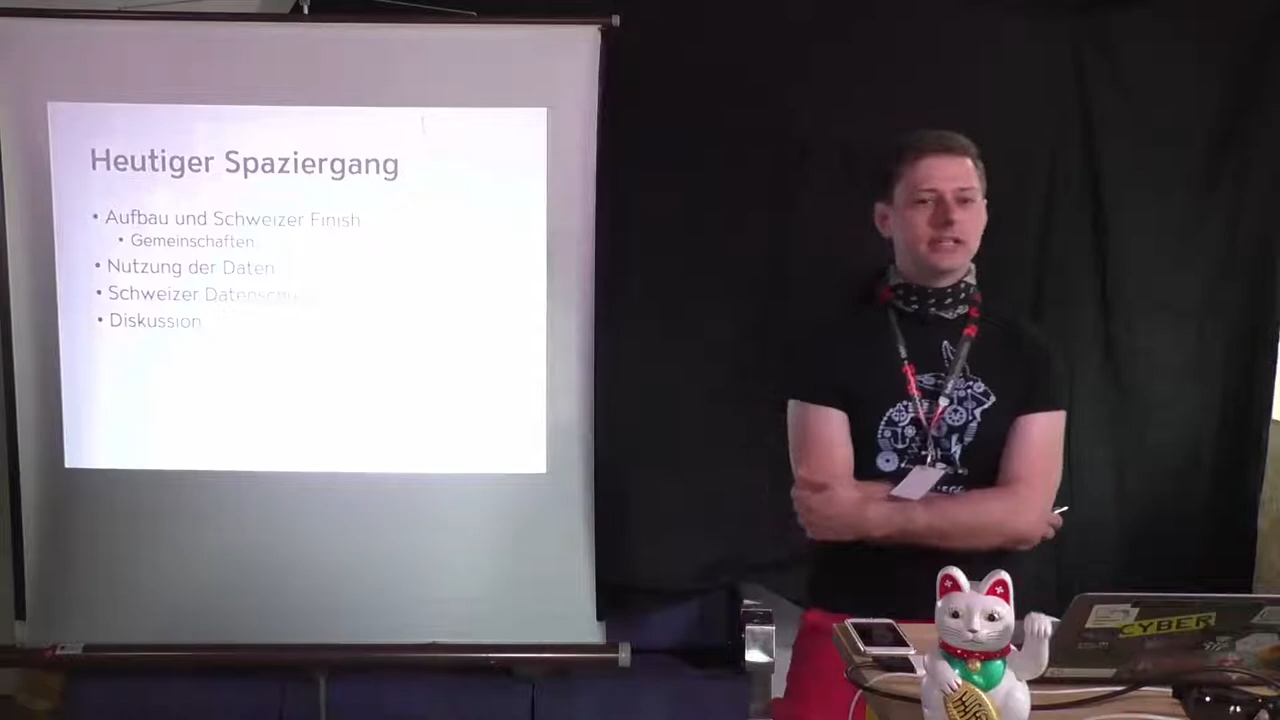 Heutiger Spaziergang
• Aufbau und Schweizer Finish
• Gemeinschaften
• Nutzung der Daten
• Schweizer
• Diskussion
CYBER